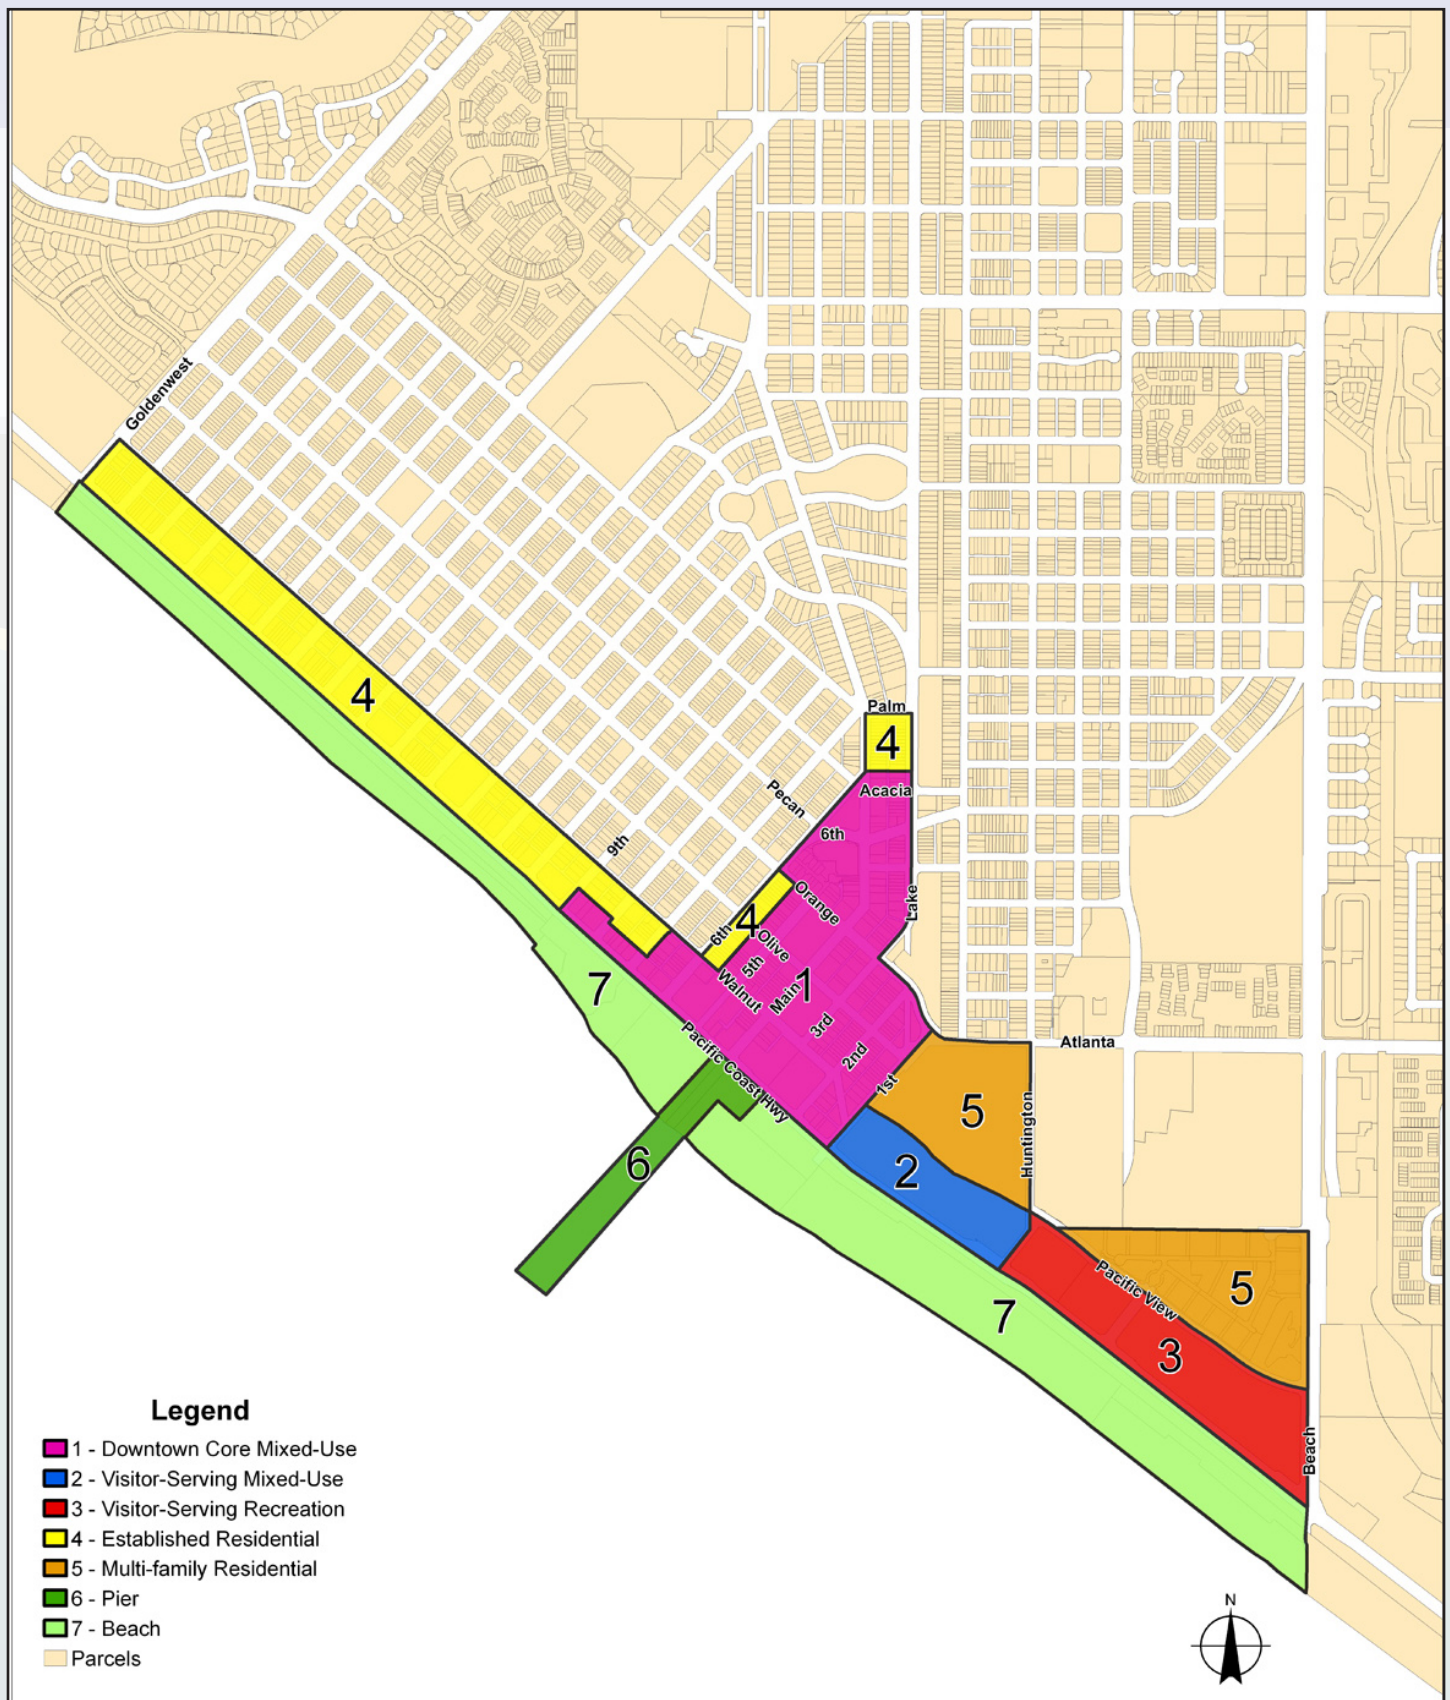 Goldenwest
4
Palm
4
Pecan
Acacia
6th
9th
Orange
Lake
4
6th
Olive
5th
1
7
Walnut
Main
3rd
Pacific Coast Hwy
2nd
Atlanta
1st
5
Huntington
6
2
Pacific View
5
7
3
Beach
Legend
1 - Downtown Core Mixed-Use
2 - Visitor-Serving Mixed-Use
3 - Visitor-Serving Recreation
4 - Established Residential
5 - Multi-family Residential
6 - Pier
7 - Beach
Parcels
N